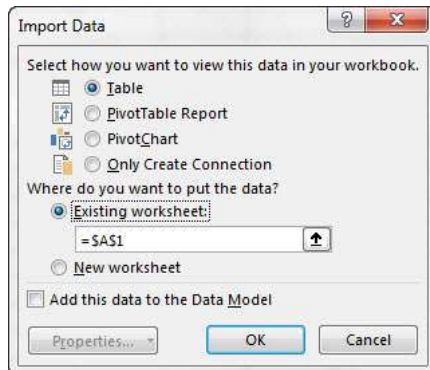 Import Data
?
Select how you want to view this data in your workbook.
Table
PivotTable Report
PivotChart
Only Create Connection
Where do you want to put the data?
Existing worksheet:
=$A$1
New worksheet
Add this data to the Data Model
Properties...
OK Cancel